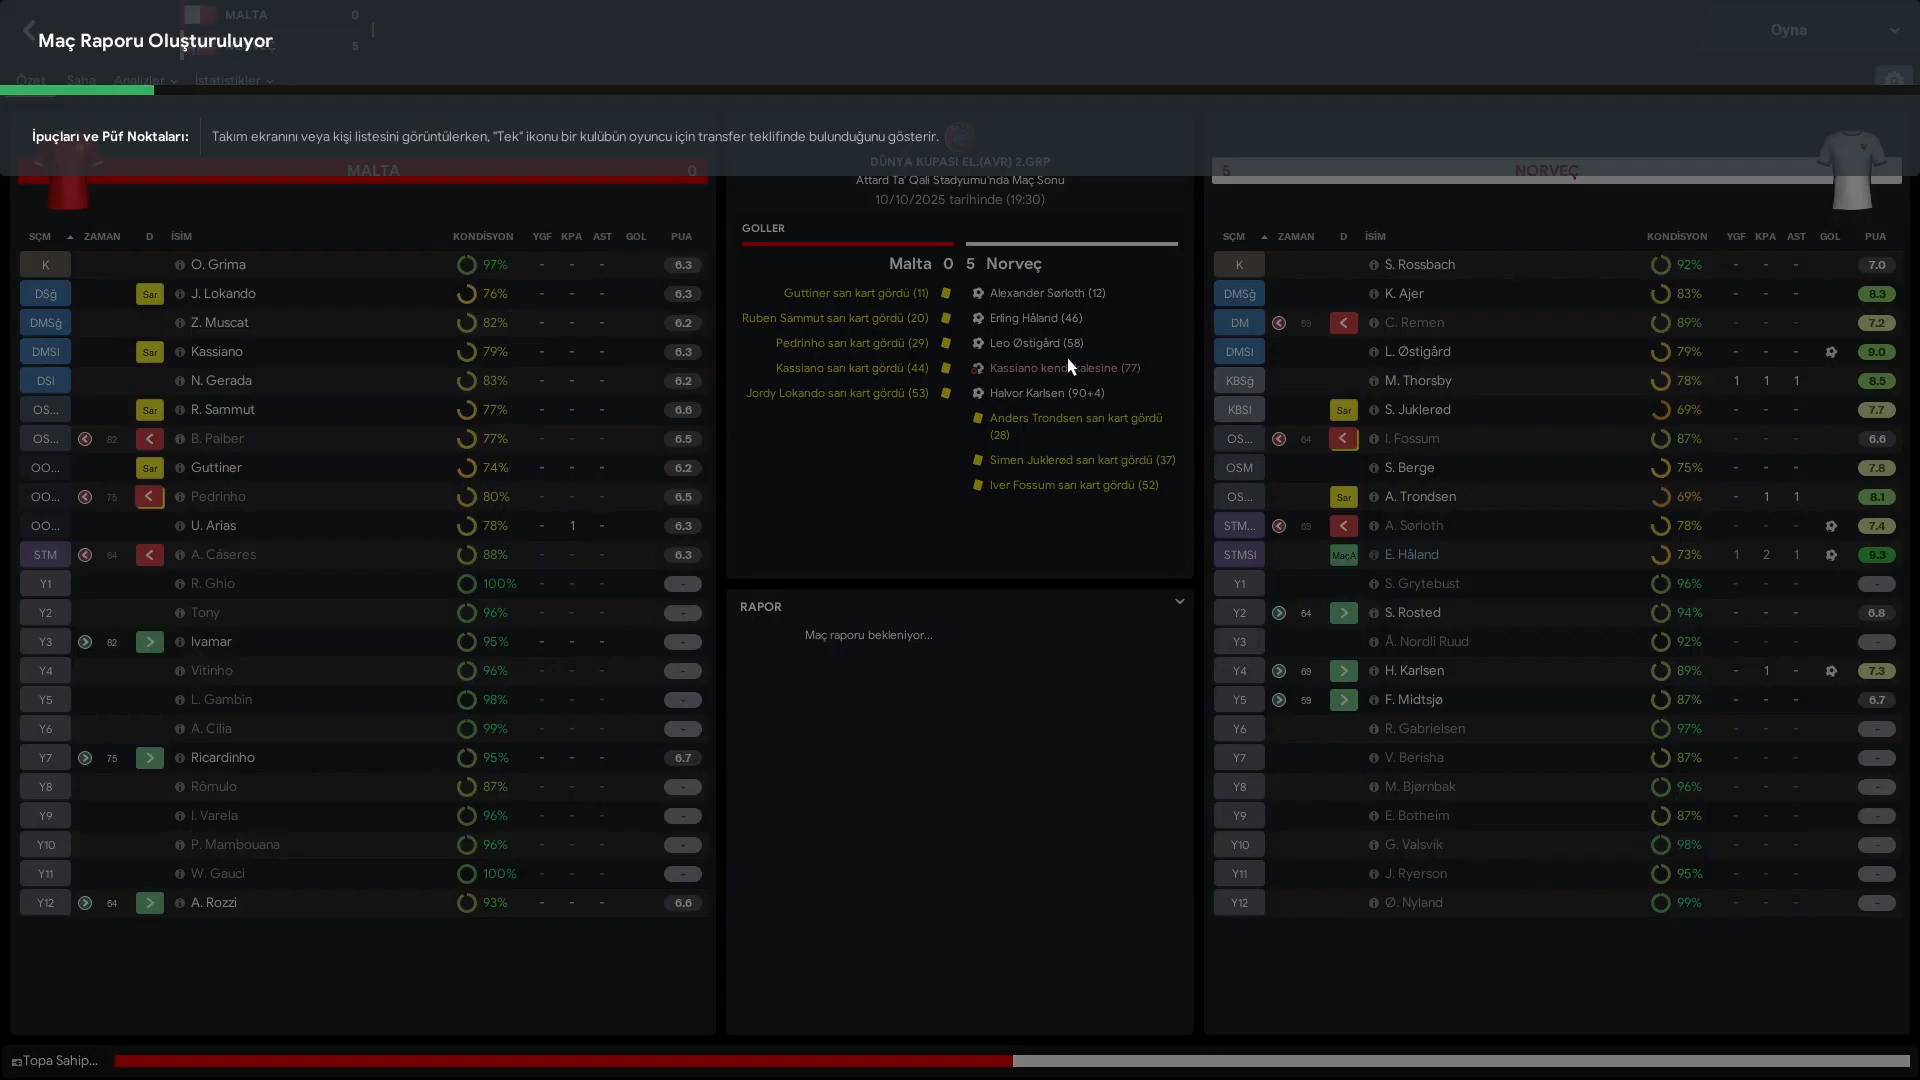 MALTA 0
Maç Raporu Oluşturuluyor
5
Oyna
Özet Saha Analizler İstatistikler
İpuçları ve Püf Noktaları: Takım ekranını veya kişi listesini görüntülerken, "Tek" ikonu bir kulübün oyuncu için transfer teklifinde bulunduğunu gösterir.
MALTA 0
SÇM ZAMAN D İSİM KONDİSYON YGF KPA AST GOL PUA
K O. Grima 97% - - - 6.3
DSğ Sar J. Lokando 76% - - - 6.3
DMSğ Z. Muscat 82% - - - 6.2
DMSl Sar Kassiano 79% - - - 6.3
DSl N. Gerada 83% - - - 6.2
OS... Sar R. Sammut 77% - - - 6.6
OS... 82 B. Paiber 77% - - - 6.5
OO... Sar Guttiner 74% - - - 6.2
OO... 75 Pedrinho 80% - - - 6.5
OO... U. Arias 78% - 1 - 6.3
STM 64 A. Cáseres 88% - - - 6.3
Y1 R. Ghio 100% - - - -
Y2 Tony 96% - - - -
Y3 82 Ivamar 95% - - - -
Y4 Vitinho 96% - - - -
Y5 L. Gambin 98% - - - -
Y6 A. Cilia 99% - - - -
Y7 75 Ricardinho 95% - - - 6.7
Y8 Rômulo 87% - - - -
Y9 I. Varela 96% - - - -
Y10 P. Mambouana 96% - - - -
Y11 W. Gauci 100% - - - -
Y12 64 A. Rozzi 93% - - - 6.6
DÜNYA KUPASI EL.(AVR) 2.GRP
Attard Ta' Qali Stadyumu'nda Maç Sonu
10/10/2025 tarihinde (19:30)
GOLLER
Malta 0 5 Norveç
Guttiner sarı kart gördü (11)
Ruben Sammut sarı kart gördü (20)
Pedrinho sarı kart gördü (29)
Kassiano sarı kart gördü (44)
Jordy Lokando sarı kart gördü (53)
Alexander Sørloth (12)
Erling Håland (46)
Leo Østigård (58)
Kassiano kendi kalesine (77)
Halvor Karlsen (90+4)
Anders Trondsen sarı kart gördü
(28)
Simen Juklerød sarı kart gördü (37)
Iver Fossum sarı kart gördü (52)
RAPOR
Maç raporu bekleniyor...
5 NORVEÇ
SÇM ZAMAN D İSİM KONDİSYON YGF KPA AST GOL PUA
K S. Rossbach 92% - - - 7.0
DMSğ K. Ajer 83% - - - 8.3
DM 59 C. Remen 89% - - - 7.2
DMSl L. Østigård 79% - - - 9.0
KBSğ M. Thorsby 78% 1 1 1 8.5
KBSl Sar S. Juklerød 69% - - - 7.7
OS... 64 I. Fossum 87% - - - 6.6
OSM S. Berge 75% - - - 7.8
OS... Sar A. Trondsen 69% - 1 1 8.1
STM... 69 A. Sørloth 78% - - - 7.4
STMSl MaçA E. Håland 73% 1 2 1 9.3
Y1 S. Grytebust 96% - - - -
Y2 64 S. Rosted 94% - - - 6.8
Y3 Å. Nordli Ruud 92% - - - -
Y4 69 H. Karlsen 89% - 1 - 7.3
Y5 59 F. Midtsjø 87% - - - 6.7
Y6 R. Gabrielsen 97% - - - -
Y7 V. Berisha 87% - - - -
Y8 M. Bjørnbak 96% - - - -
Y9 E. Botheim 87% - - - -
Y10 G. Valsvik 98% - - - -
Y11 J. Ryerson 95% - - - -
Y12 Ø. Nyland 99% - - - -
Topa Sahip...